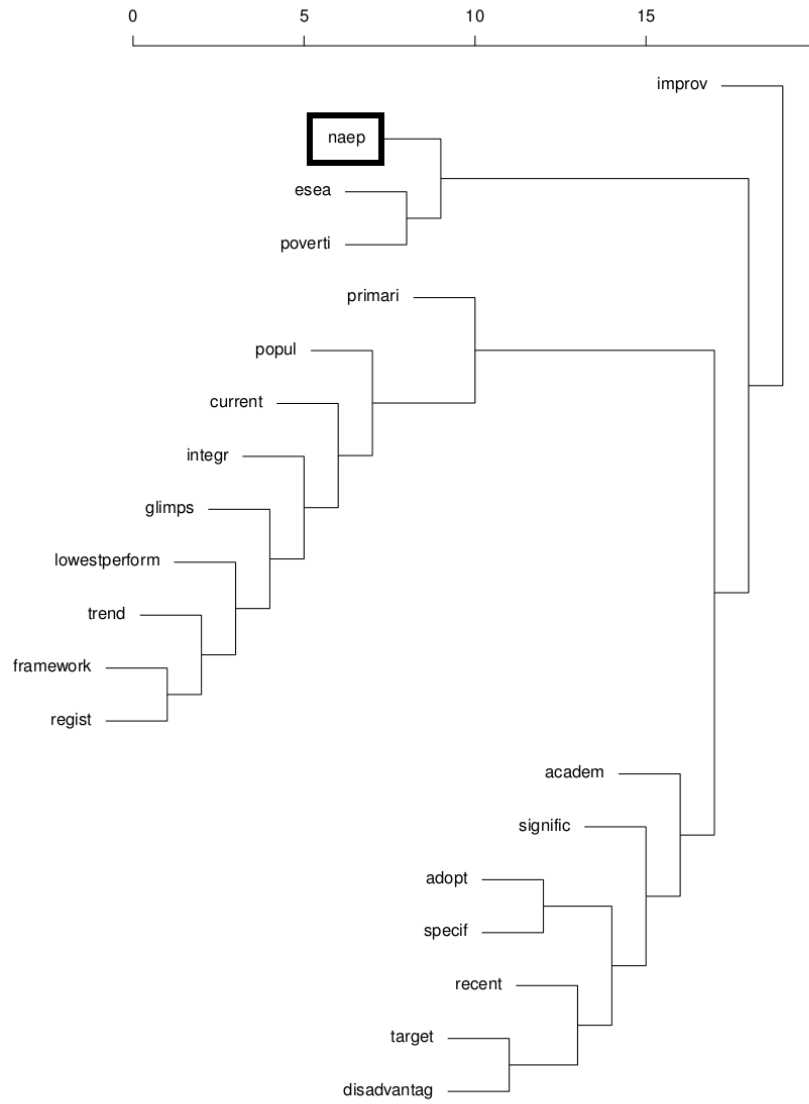 0 5 10 15
improv
naep
esea
poverti
primari
popul
current
integr
glimps
lowestperform
trend
framework
regist
academ
signific
adopt
specif
recent
target
disadvantag